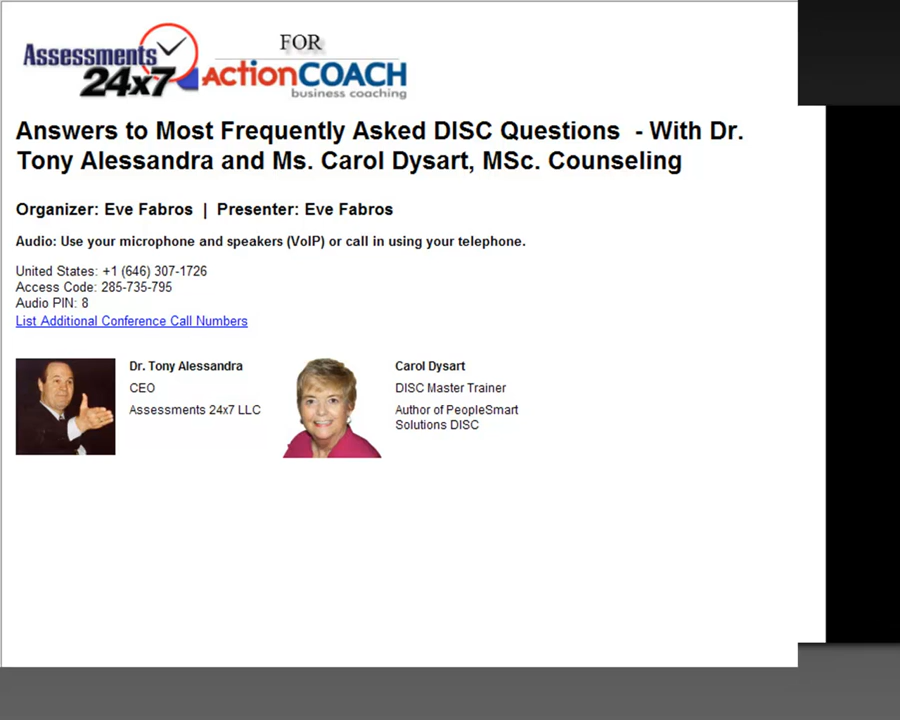 Assessments
24x7
FOR
ActionCOACH
business coaching
Answers to Most Frequently Asked DISC Questions - With Dr.
Tony Alessandra and Ms. Carol Dysart, MSc. Counseling
Organizer: Eve Fabros | Presenter: Eve Fabros
Audio: Use your microphone and speakers (VoIP) or call in using your telephone.
United States: +1 (646) 307-1726
Access Code: 285-735-795
Audio PIN: 8
List Additional Conference Call Numbers
Dr. Tony Alessandra
CEO
Assessments 24x7 LLC
Carol Dysart
DISC Master Trainer
Author of PeopleSmart
Solutions DISC